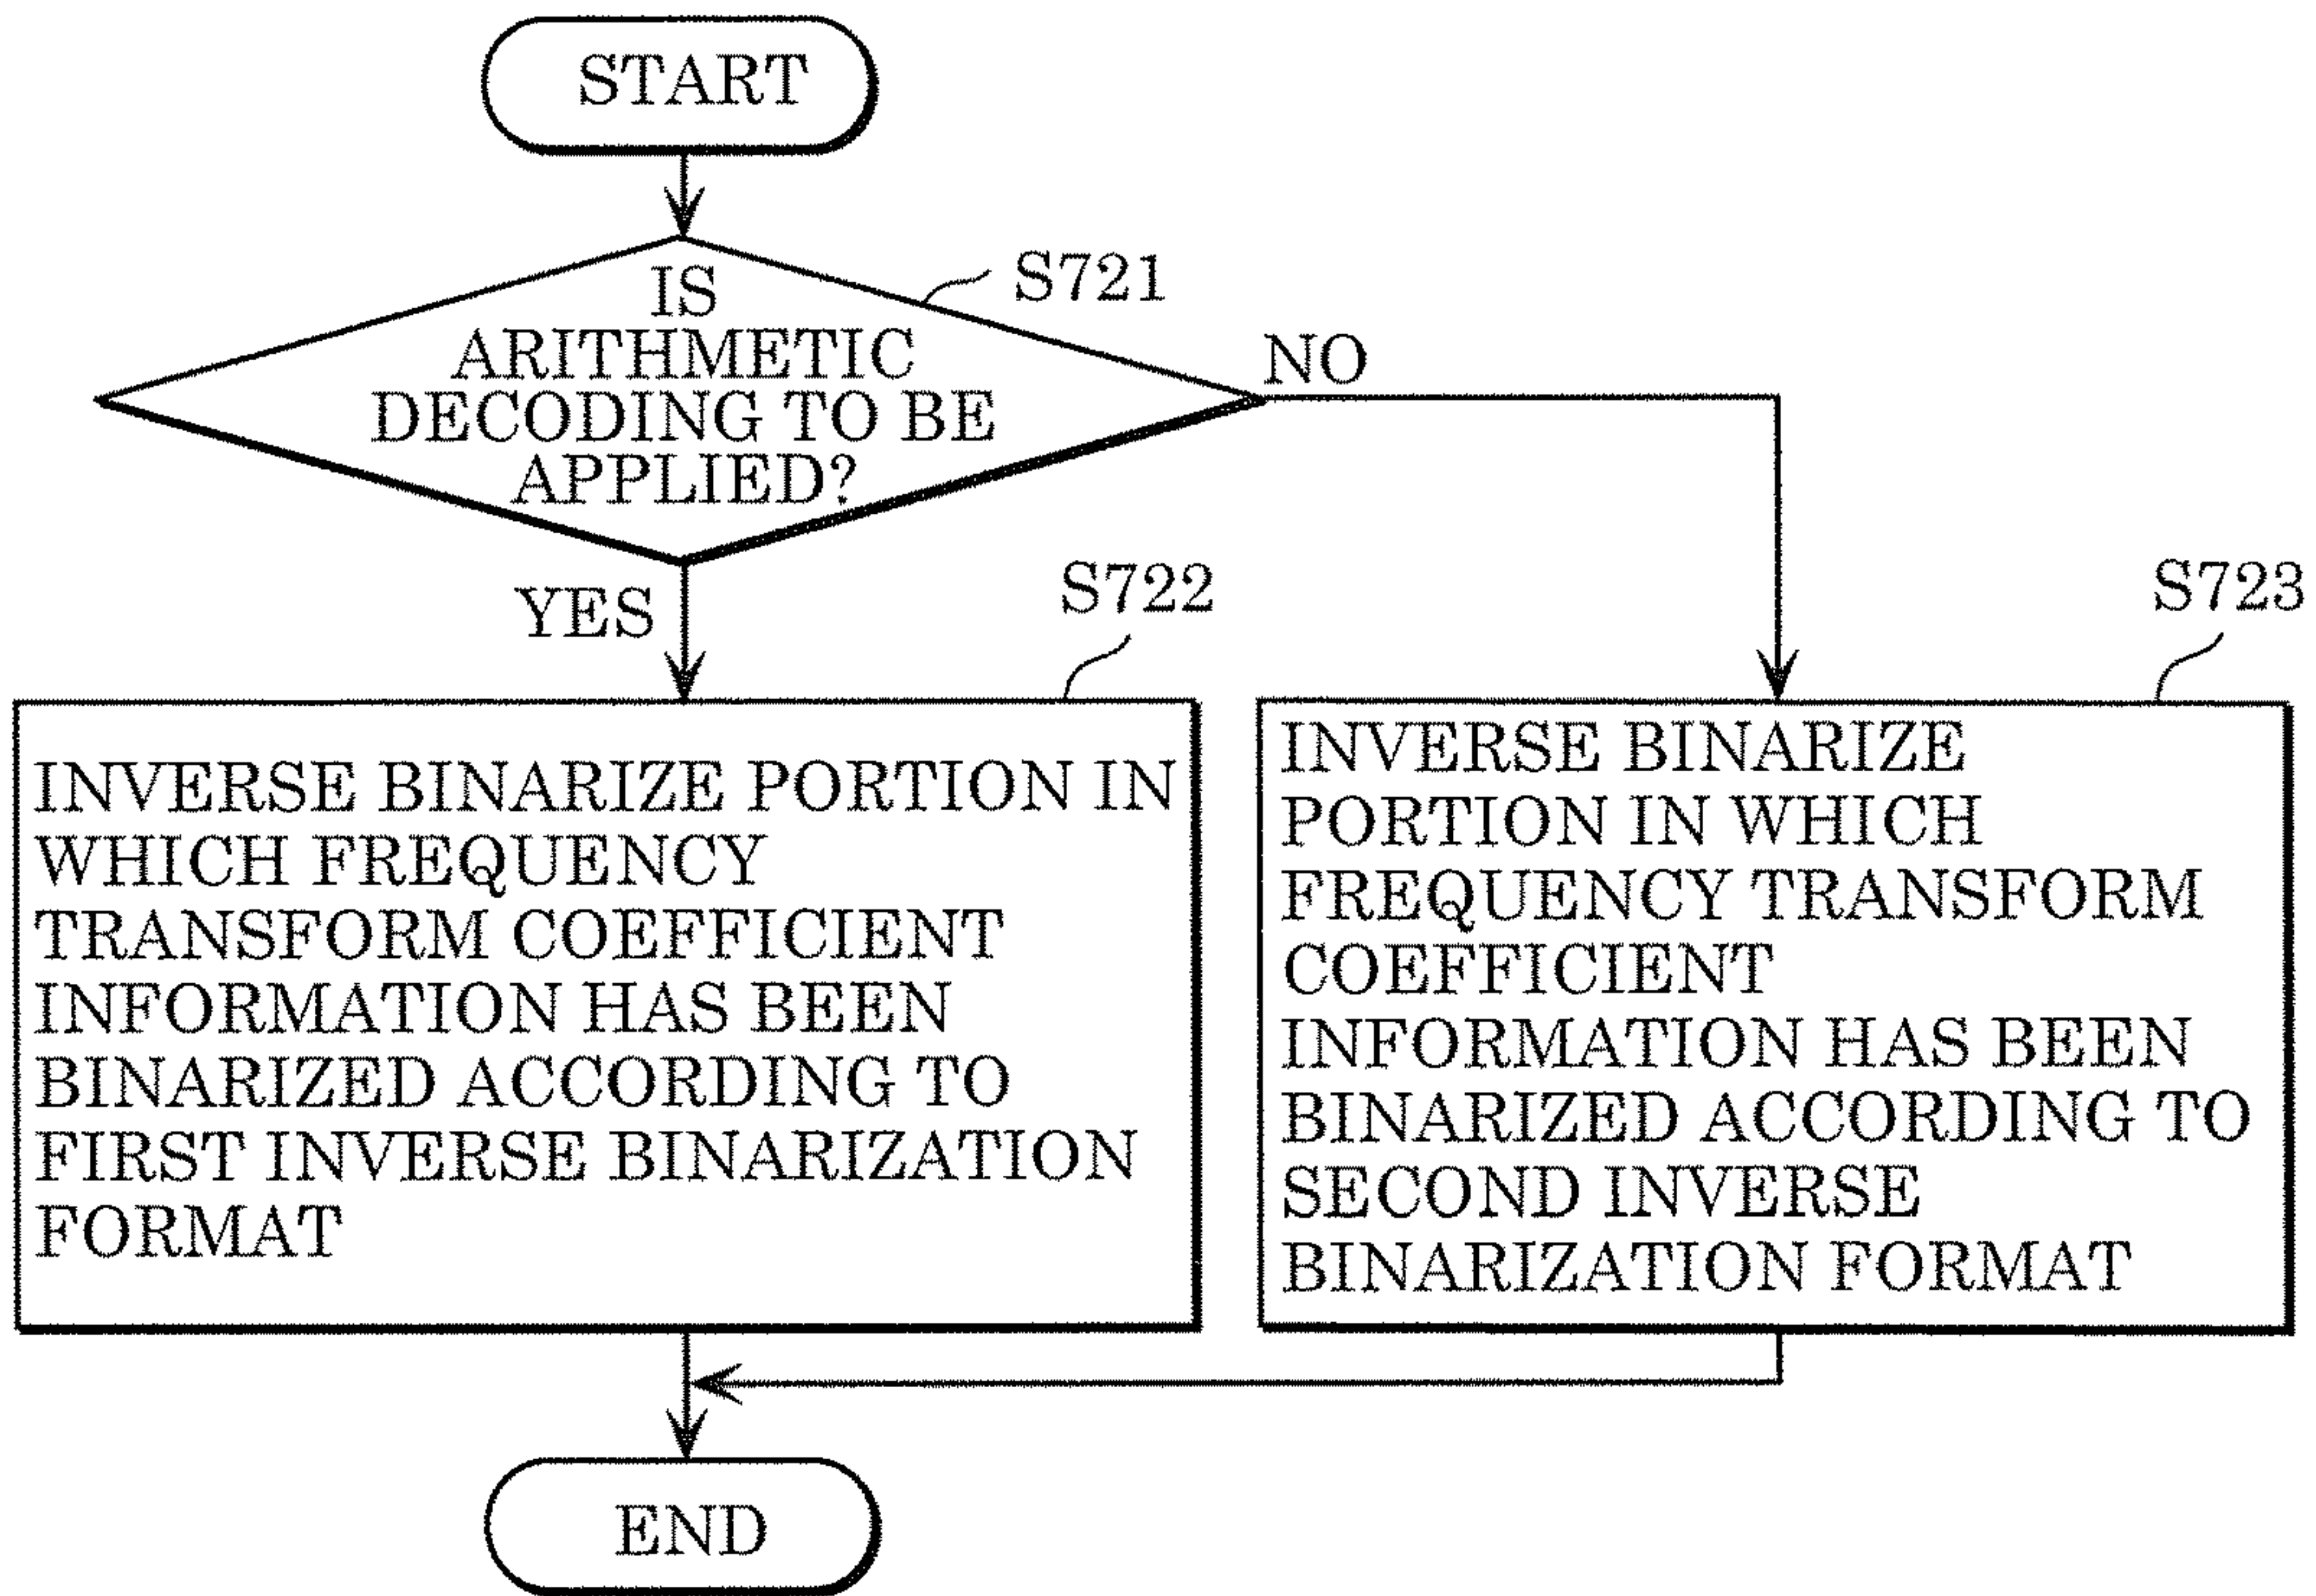 START
IS
ARITHMETIC
DECODING TO BE
APPLIED?
S721
NO
YES
S722
INVERSE BINARIZE PORTION IN
WHICH FREQUENCY
TRANSFORM COEFFICIENT
INFORMATION HAS BEEN
BINARIZED ACCORDING TO
FIRST INVERSE BINARIZATION
FORMAT
S723
INVERSE BINARIZE
PORTION IN WHICH
FREQUENCY TRANSFORM
COEFFICIENT
INFORMATION HAS BEEN
BINARIZED ACCORDING TO
SECOND INVERSE
BINARIZATION FORMAT
END